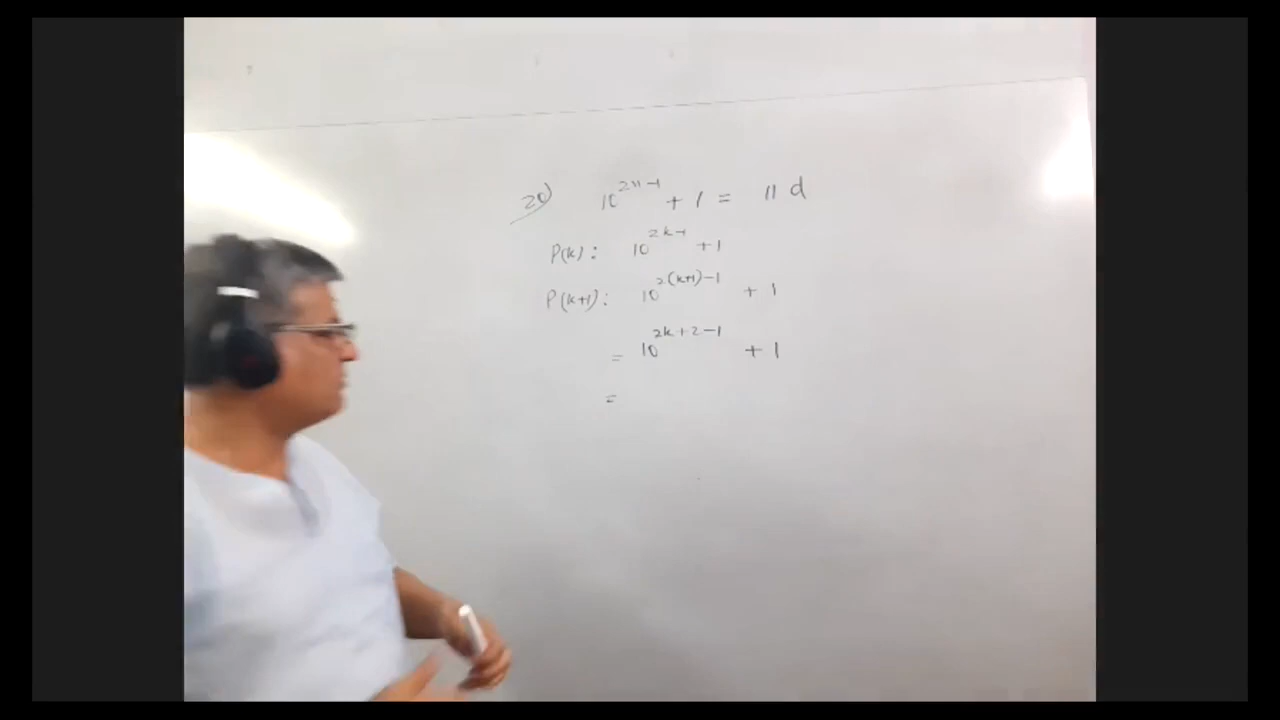 20) 10^{2n-1} + 1 = 11 d
P(k): 10^{2k-1} + 1
P(k+1): 10^{2(k+1)-1} + 1
= 10^{2k+2-1} + 1
=